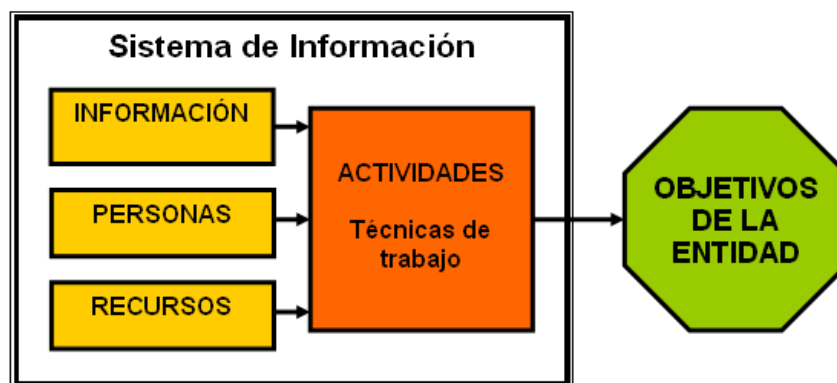 Sistema de Información
INFORMACIÓN
PERSONAS
RECURSOS
ACTIVIDADES
Técnicas de
trabajo
OBJETIVOS
DE LA
ENTIDAD